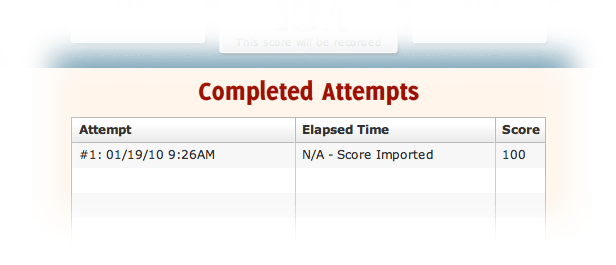 This score will be recorded
Completed Attempts
Attempt Elapsed Time Score
#1: 01/19/10 9:26AM N/A - Score Imported 100